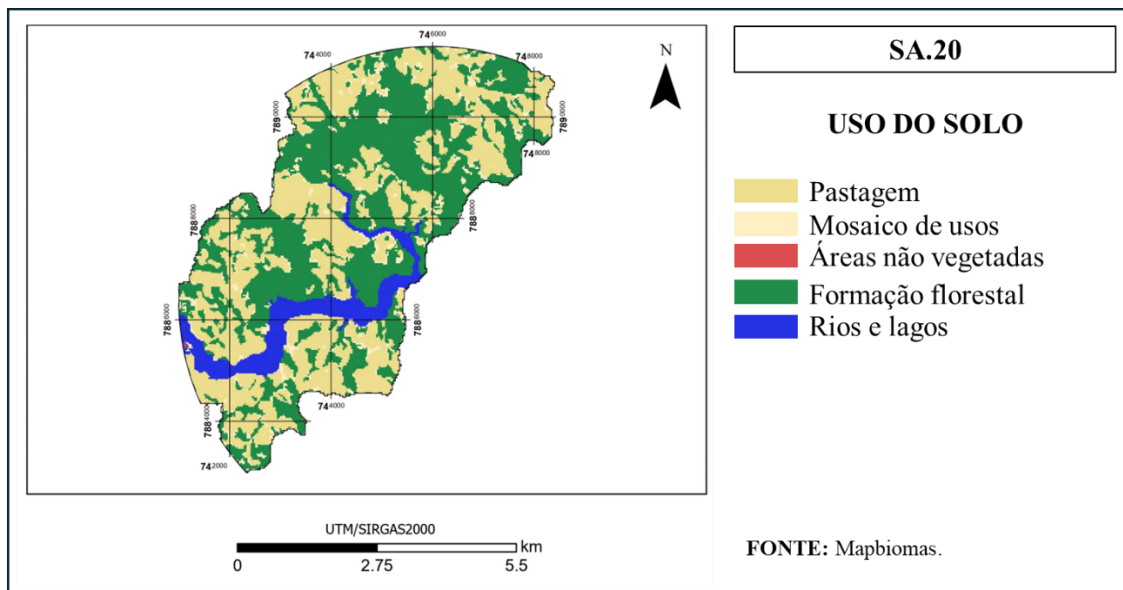 SA.20
USO DO SOLO
Pastagem
Mosaico de usos
Áreas não vegetadas
Formação florestal
Rios e lagos
FONTE: Mapbiomas.
N
744000
746000
748000
7890000
7890000
748000
7888000
7888000
7886000
7886000
744000
7884000
742000
UTM/SIRGAS2000
km
0 2.75 5.5